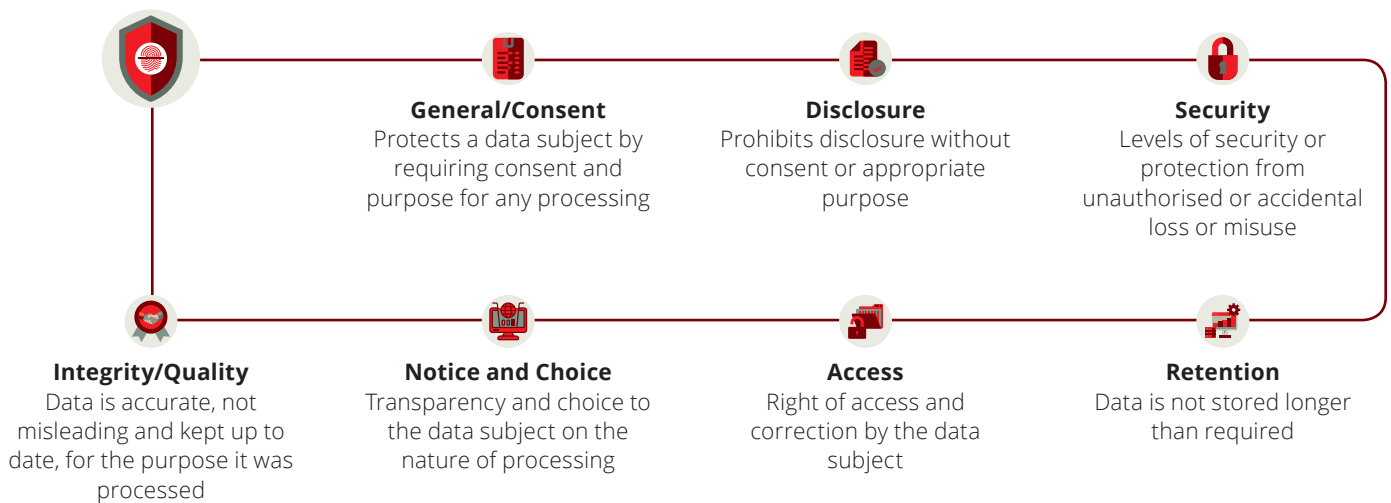 General/Consent
Protects a data subject by
requiring consent and
purpose for any processing
Disclosure
Prohibits disclosure without
consent or appropriate
purpose
Security
Levels of security or
protection from
unauthorised or accidental
loss or misuse
Integrity/Quality
Data is accurate, not
misleading and kept up to
date, for the purpose it was
processed
Notice and Choice
Transparency and choice to
the data subject on the
nature of processing
Access
Right of access and
correction by the data
subject
Retention
Data is not stored longer
than required